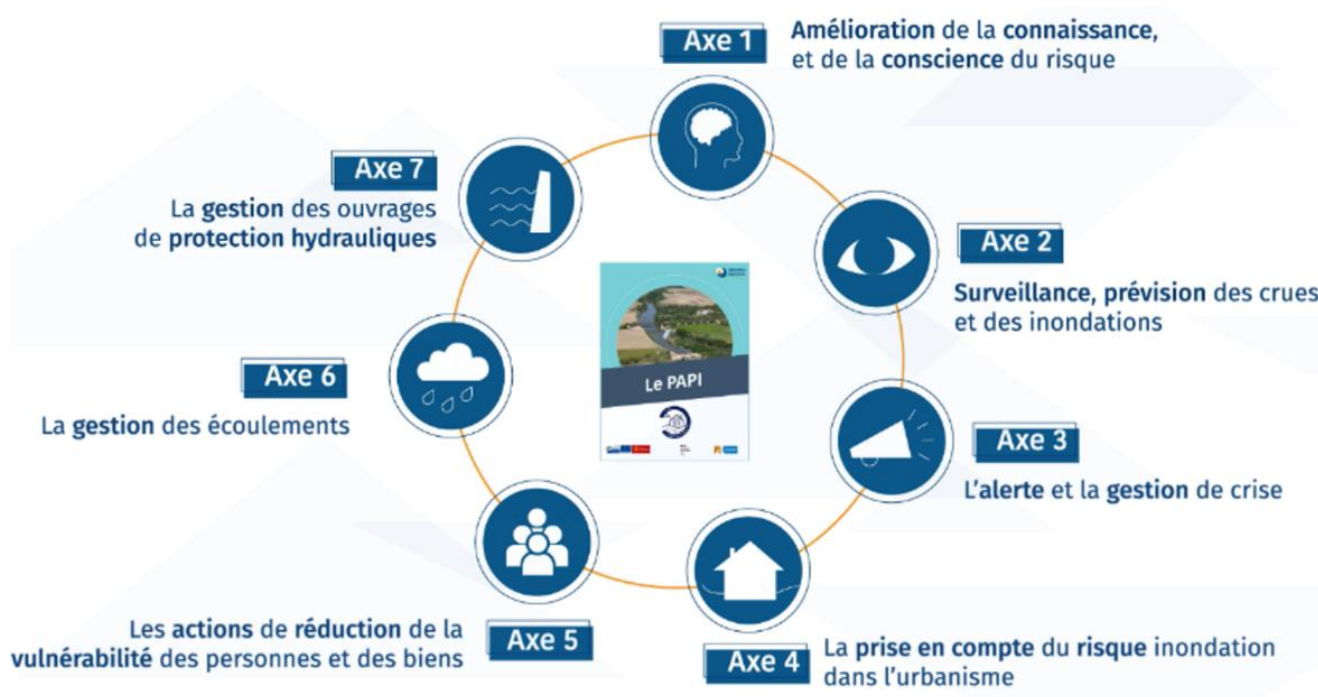 Axe 1
Amélioration de la connaissance,
et de la conscience du risque
Axe 2
Surveillance, prévision des crues
et des inondations
Axe 3
L'alerte et la gestion de crise
Axe 4
La prise en compte du risque inondation
dans l'urbanisme
Axe 5
Les actions de réduction de la
vulnérabilité des personnes et des biens
Axe 6
La gestion des écoulements
Axe 7
La gestion des ouvrages
de protection hydrauliques
Le PAPI